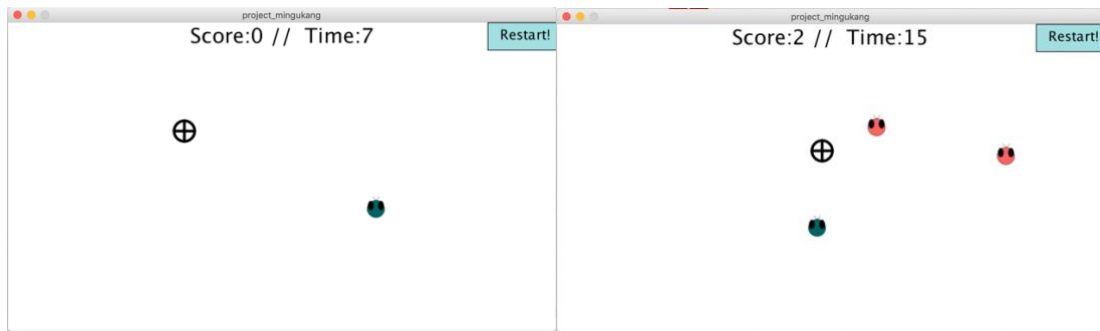 project_mingukang
Score:0 //  Time:7
Restart!
project_mingukang
Score:2 //  Time:15
Restart!